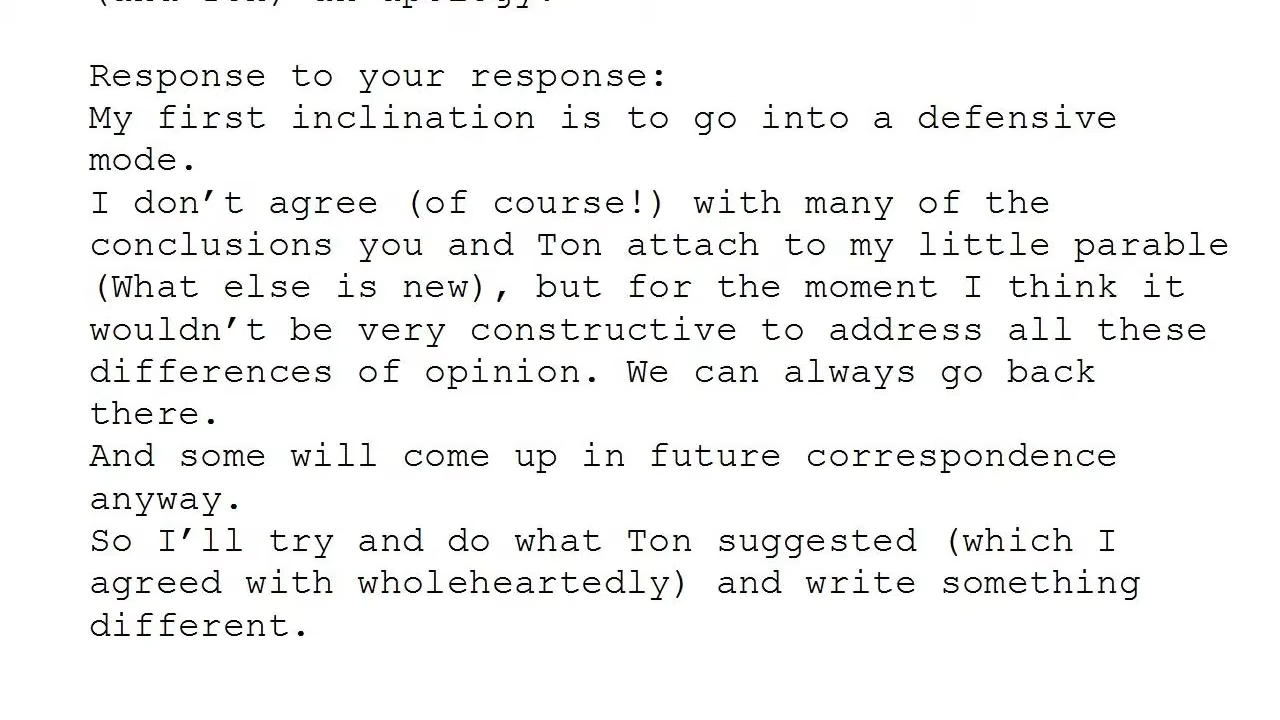 Response to your response:
My first inclination is to go into a defensive
mode.
I don’t agree (of course!) with many of the
conclusions you and Ton attach to my little parable
(What else is new), but for the moment I think it
wouldn’t be very constructive to address all these
differences of opinion. We can always go back
there.
And some will come up in future correspondence
anyway.
So I’ll try and do what Ton suggested (which I
agreed with wholeheartedly) and write something
different.